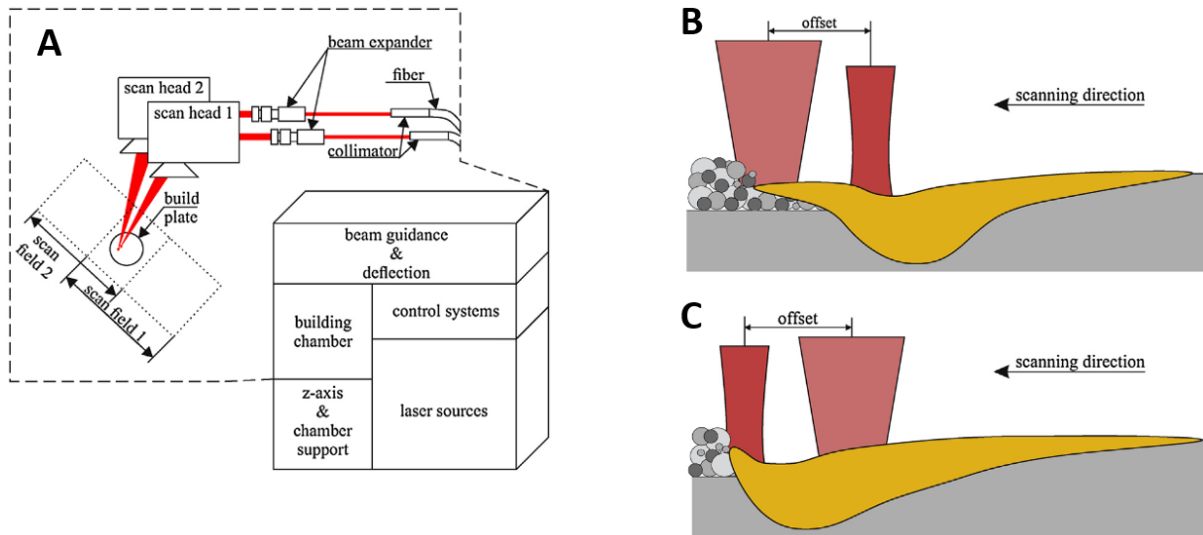 A
beam expander
fiber
scan head 2
scan head 1
collimator
build
plate
scan
field 2
scan field 1
beam guidance
&
deflection
building
chamber
control systems
z-axis
&
chamber
support
laser sources
B
offset
scanning direction
C
offset
scanning direction